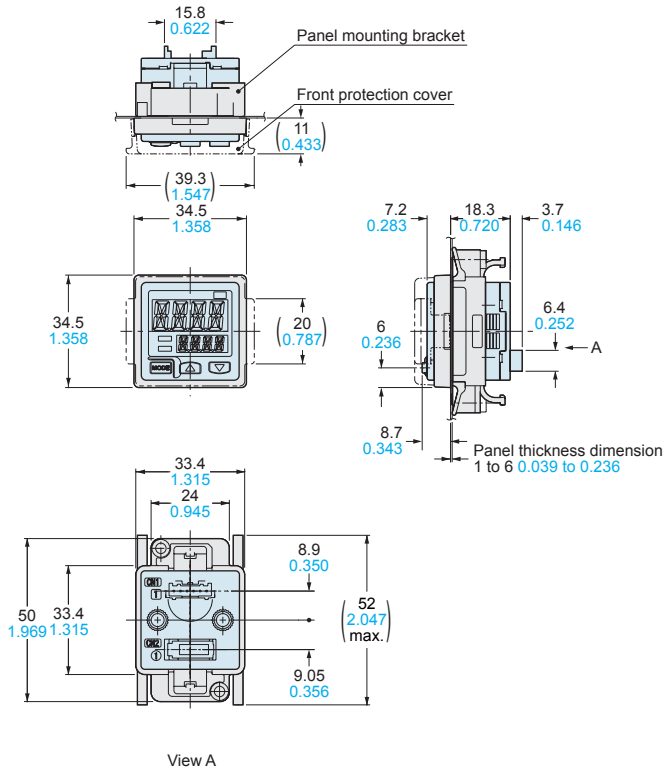 15.8
0.622
Panel mounting bracket
Front protection cover
( 11 )
0.433
( 39.3 )
1.547
34.5
1.358
7.2
0.283
18.3
0.720
3.7
0.146
34.5
1.358
( 20 )
0.787
MODE
6
0.236
6.4
0.252
A
8.7
0.343
Panel thickness dimension
1 to 6 0.039 to 0.236
33.4
1.315
24
0.945
8.9
0.350
CN1
1
50
1.969
33.4
1.315
( 52
2.047
max. )
CN2
1
9.05
0.356
View A